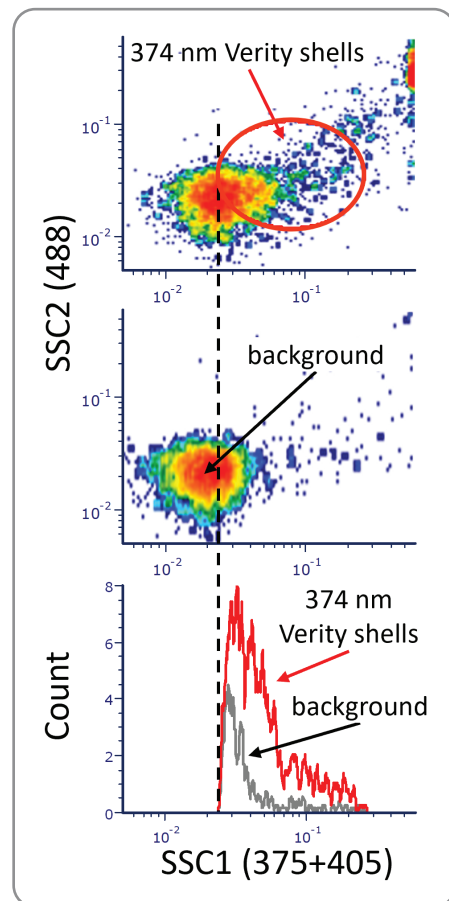 374 nm Verity shells
10⁻¹
10⁻²
10⁻² 10⁻¹
SSC2 (488)
background
10⁻¹
10⁻²
10⁻² 10⁻¹
8
6
4
2
0
Count
374 nm
Verity shells
background
10⁻² 10⁻¹
SSC1 (375+405)